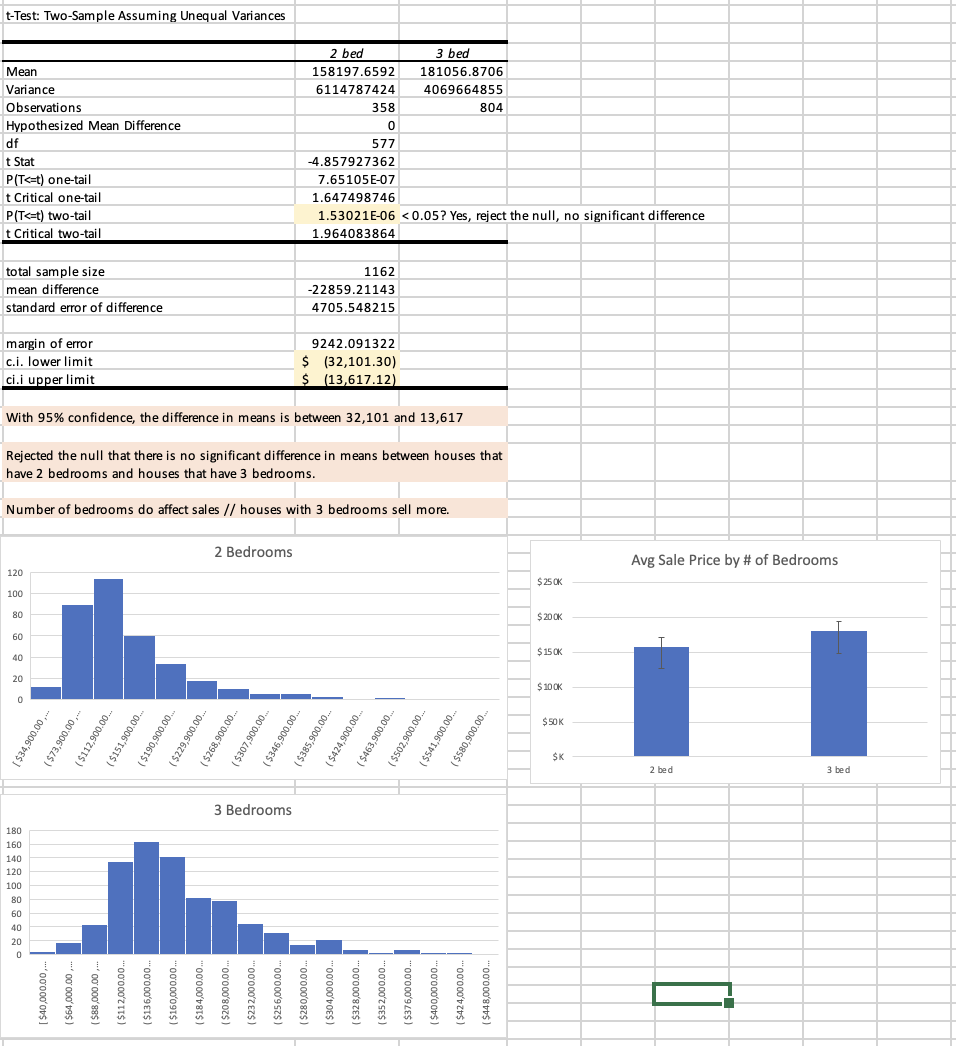 t-Test: Two-Sample Assuming Unequal Variances
2 bed 3 bed
Mean 158197.6592 181056.8706
Variance 6114787424 4069664855
Observations 358 804
Hypothesized Mean Difference 0
df 577
t Stat -4.857927362
P(T<=t) one-tail 7.65105E-07
t Critical one-tail 1.647498746
P(T<=t) two-tail 1.53021E-06 < 0.05? Yes, reject the null, no significant difference
t Critical two-tail 1.964083864
total sample size 1162
mean difference -22859.21143
standard error of difference 4705.548215
margin of error 9242.091322
c.i. lower limit $ (32,101.30)
ci.i upper limit $ (13,617.12)
With 95% confidence, the difference in means is between 32,101 and 13,617
Rejected the null that there is no significant difference in means between houses that
have 2 bedrooms and houses that have 3 bedrooms.
Number of bedrooms do affect sales // houses with 3 bedrooms sell more.
2 Bedrooms
120
100
80
60
40
20
0
[ $34,900.00 ,…
( $73,900.00 ,…
( $112,900.00…
( $151,900.00…
( $190,900.00…
( $229,900.00…
( $268,900.00…
( $307,900.00…
( $346,900.00…
( $385,900.00…
( $424,900.00…
( $463,900.00…
( $502,900.00…
( $541,900.00…
( $580,900.00…
Avg Sale Price by # of Bedrooms
$250K
$200K
$150K
$100K
$50K
$K
2 bed 3 bed
3 Bedrooms
180
160
140
120
100
80
60
40
20
0
[ $40,000.00 ,…
( $64,000.00 ,…
( $88,000.00 ,…
( $112,000.00…
( $136,000.00…
( $160,000.00…
( $184,000.00…
( $208,000.00…
( $232,000.00…
( $256,000.00…
( $280,000.00…
( $304,000.00…
( $328,000.00…
( $352,000.00…
( $376,000.00…
( $400,000.00…
( $424,000.00…
( $448,000.00…